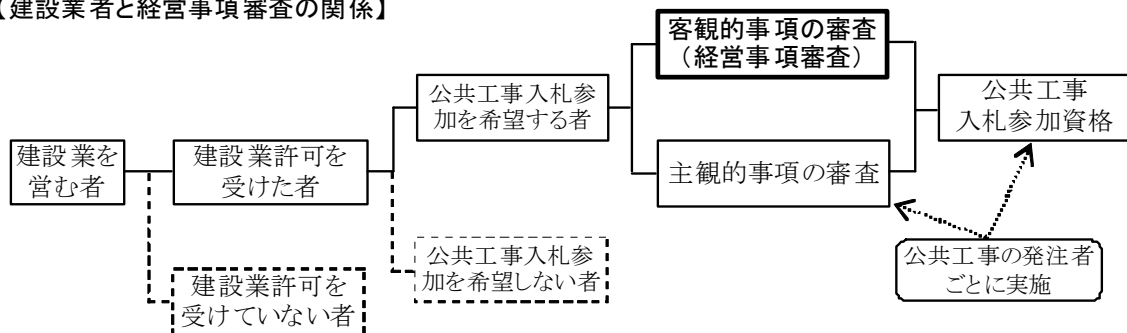 【建設業者と経営事項審査の関係】
客観的事項の審査
（経営事項審査）
公共工事入札参
加を希望する者
公共工事
入札参加資格
建設業を
営む者
建設業許可を
受けた者
主観的事項の審査
公共工事入札参
加を希望しない者
公共工事の発注者
ごとに実施
建設業許可を
受けていない者